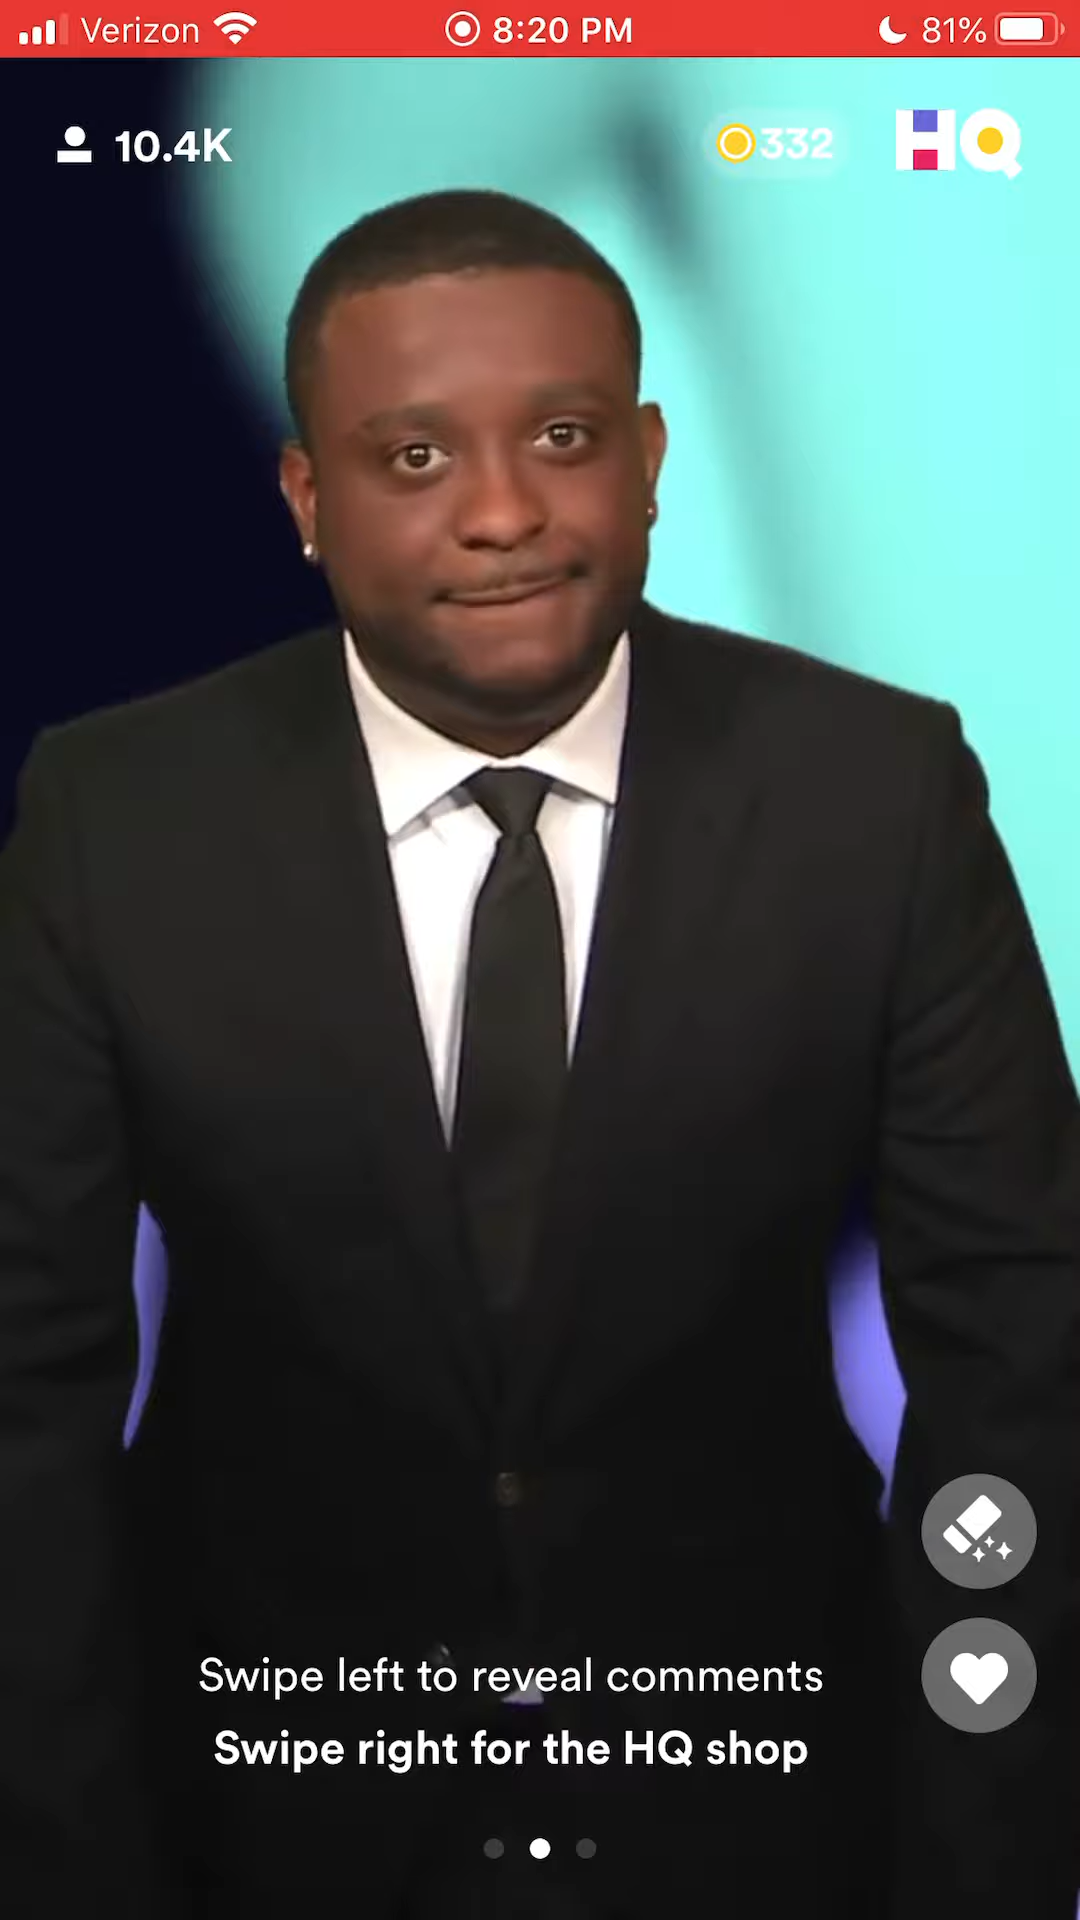 Verizon 8:20 PM 81%
10.4K 332 HQ
Swipe left to reveal comments
Swipe right for the HQ shop